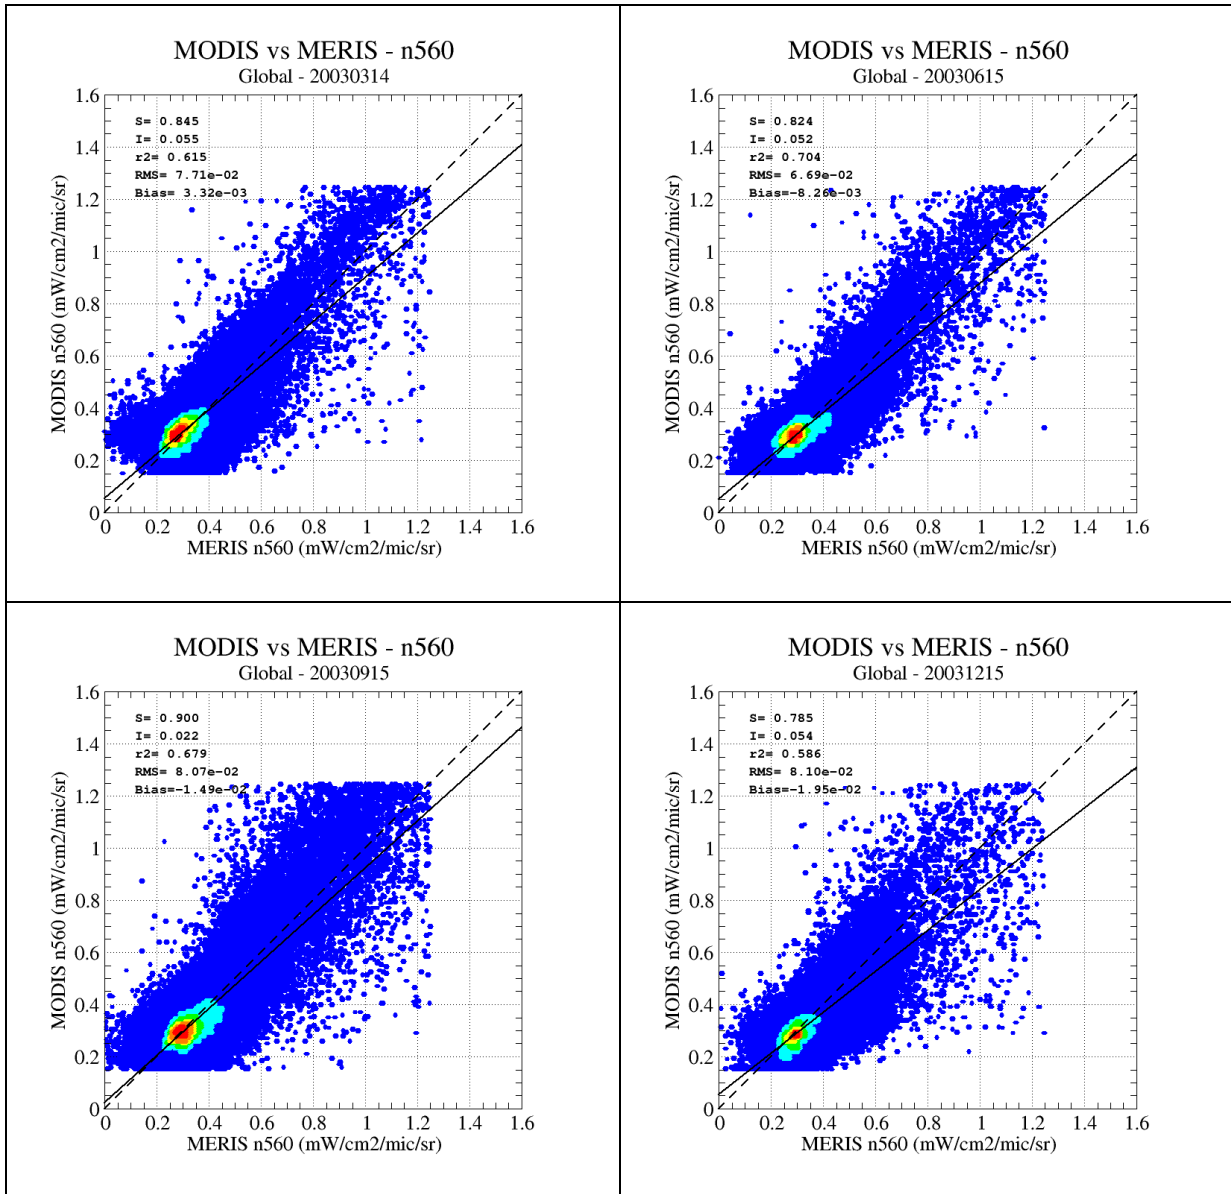 MODIS vs MERIS - n560
Global - 20030314
S= 0.845
I= 0.055
r2= 0.615
RMS= 7.71e-02
Bias= 3.32e-03
MODIS n560 (mW/cm2/mic/sr)
1.6
1.4
1.2
1
0.8
0.6
0.4
0.2
0
0 0.2 0.4 0.6 0.8 1 1.2 1.4 1.6
MERIS n560 (mW/cm2/mic/sr)
MODIS vs MERIS - n560
Global - 20030615
S= 0.824
I= 0.052
r2= 0.704
RMS= 6.69e-02
Bias=-8.26e-03
MODIS n560 (mW/cm2/mic/sr)
1.6
1.4
1.2
1
0.8
0.6
0.4
0.2
0
0 0.2 0.4 0.6 0.8 1 1.2 1.4 1.6
MERIS n560 (mW/cm2/mic/sr)
MODIS vs MERIS - n560
Global - 20030915
S= 0.900
I= 0.022
r2= 0.679
RMS= 8.07e-02
Bias=-1.49e-02
MODIS n560 (mW/cm2/mic/sr)
1.6
1.4
1.2
1
0.8
0.6
0.4
0.2
0
0 0.2 0.4 0.6 0.8 1 1.2 1.4 1.6
MERIS n560 (mW/cm2/mic/sr)
MODIS vs MERIS - n560
Global - 20031215
S= 0.785
I= 0.054
r2= 0.586
RMS= 8.10e-02
Bias=-1.95e-02
MODIS n560 (mW/cm2/mic/sr)
1.6
1.4
1.2
1
0.8
0.6
0.4
0.2
0
0 0.2 0.4 0.6 0.8 1 1.2 1.4 1.6
MERIS n560 (mW/cm2/mic/sr)